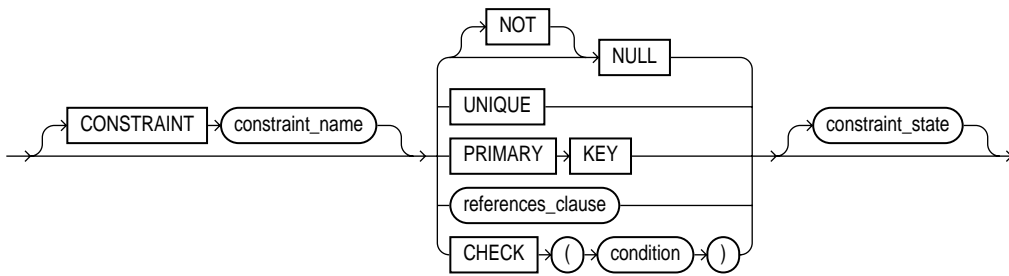 NOT
NULL
UNIQUE
CONSTRAINT constraint_name
constraint_state
PRIMARY KEY
references_clause
CHECK ( condition )